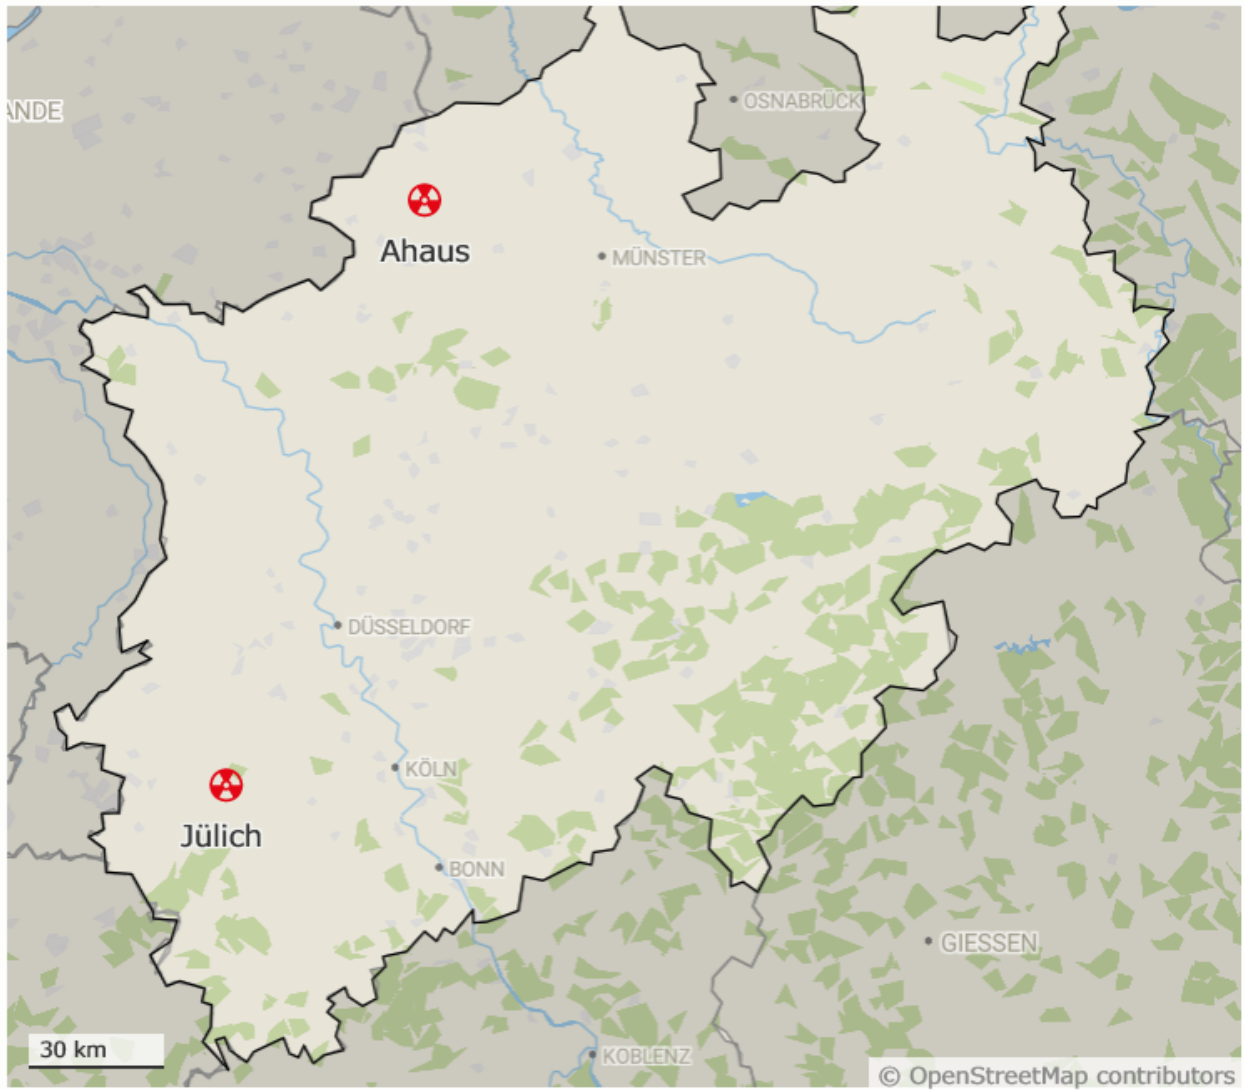 ANDE
OSNABRÜCK
Ahaus
MÜNSTER
DÜSSELDORF
KÖLN
Jülich
BONN
GIESSEN
30 km
KOBLENZ
© OpenStreetMap contributors